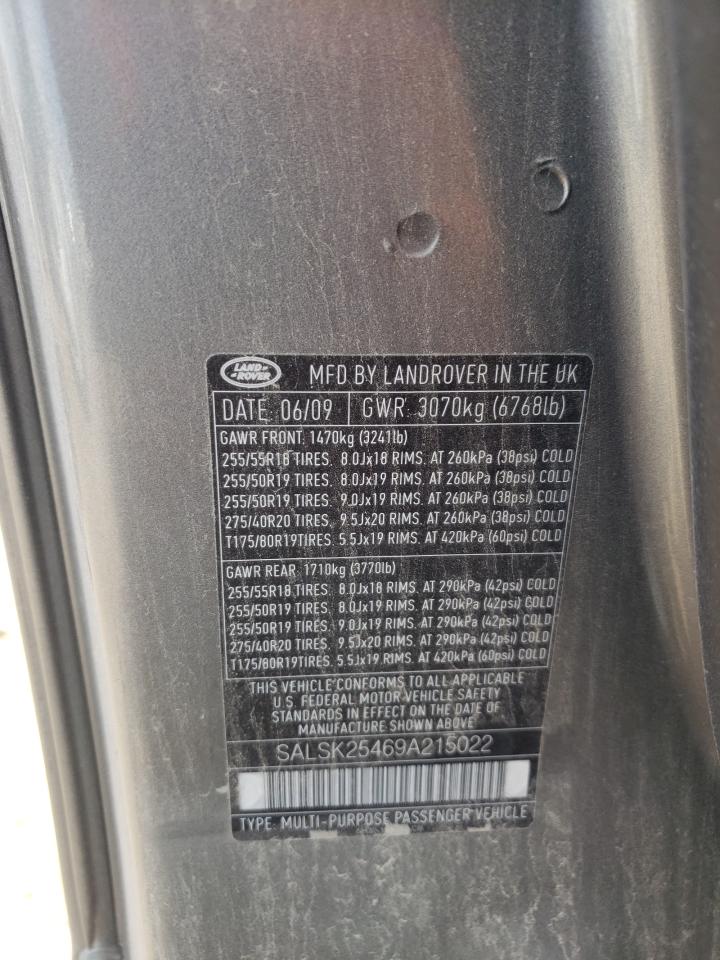 LAND ROVER MFD BY LANDROVER IN THE UK
DATE: 06/09 GWR: 3070kg (6768lb)
GAWR FRONT: 1470kg (3241lb)
255/55R18 TIRES. 8.0Jx18 RIMS. AT 260kPa (38psi) COLD
255/50R19 TIRES. 8.0Jx19 RIMS. AT 260kPa (38psi) COLD
255/50R19 TIRES. 9.0Jx19 RIMS. AT 260kPa (38psi) COLD
275/40R20 TIRES. 9.5Jx20 RIMS. AT 260kPa (38psi) COLD
T175/80R19TIRES. 5.5Jx19 RIMS. AT 420kPa (60psi) COLD
GAWR REAR: 1710kg (3770lb)
255/55R18 TIRES. 8.0Jx18 RIMS. AT 290kPa (42psi) COLD
255/50R19 TIRES. 8.0Jx19 RIMS. AT 290kPa (42psi) COLD
255/50R19 TIRES. 9.0Jx19 RIMS. AT 290kPa (42psi) COLD
275/40R20 TIRES. 9.5Jx20 RIMS. AT 290kPa (42psi) COLD
T175/80R19TIRES. 5.5Jx19 RIMS. AT 420kPa (60psi) COLD
THIS VEHICLE CONFORMS TO ALL APPLICABLE
U.S. FEDERAL MOTOR VEHICLE SAFETY
STANDARDS IN EFFECT ON THE DATE OF
MANUFACTURE SHOWN ABOVE
SALSK25469A215022
TYPE: MULTI-PURPOSE PASSENGER VEHICLE